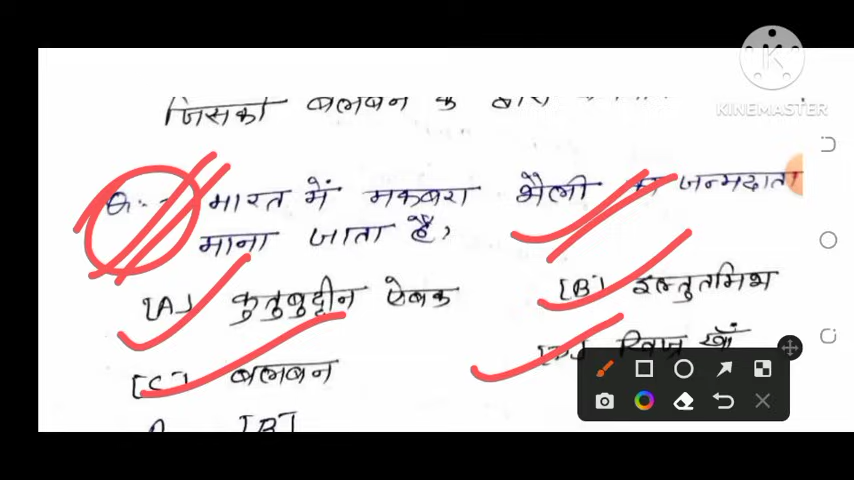 जिसको बलबन के
KINEMASTER
Q:- भारत में मकबरा शैली का जन्मदाता
माना जाता है,
[A] कुतुबुद्दीन ऐबक
[B] इल्तुतमिश
[C] बलबन
[D] खिज्र खाँ
[B]